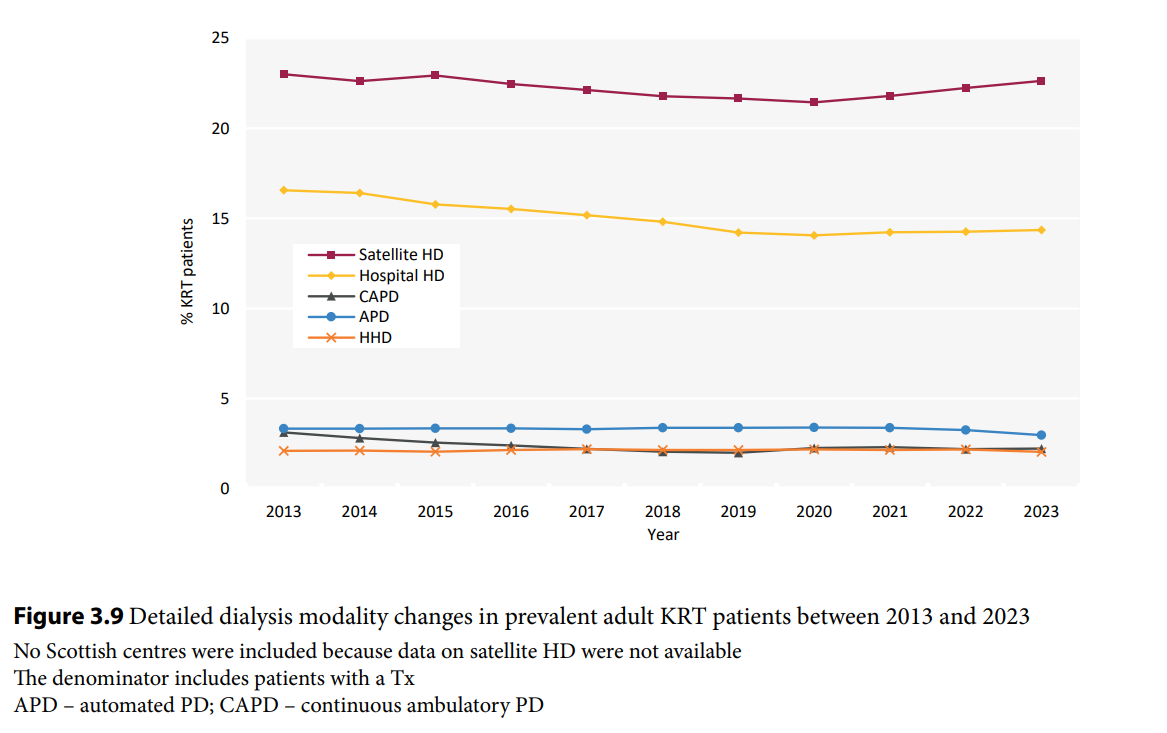 25
20
15
10
5
0
% KRT patients
Satellite HD
Hospital HD
CAPD
APD
HHD
2013 2014 2015 2016 2017 2018 2019 2020 2021 2022 2023
Year
Figure 3.9 Detailed dialysis modality changes in prevalent adult KRT patients between 2013 and 2023
No Scottish centres were included because data on satellite HD were not available
The denominator includes patients with a Tx
APD – automated PD; CAPD – continuous ambulatory PD